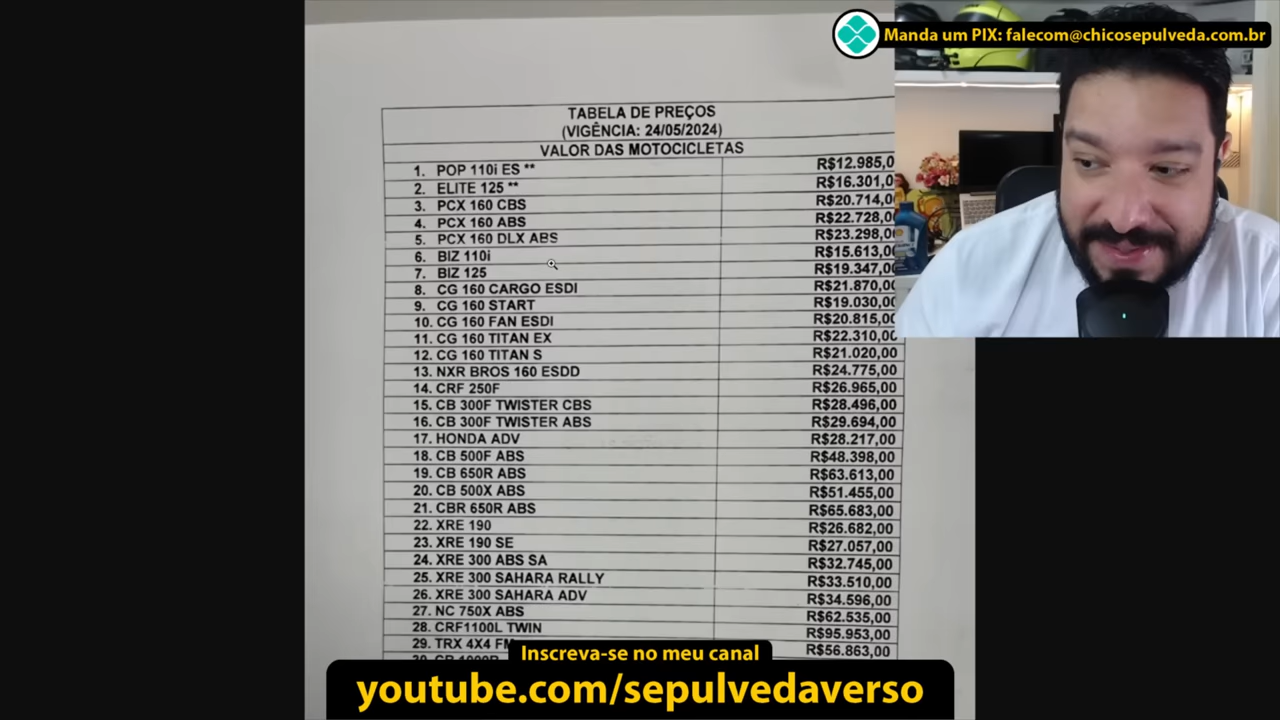 Manda um PIX: falecom@chicosepulveda.com.br
TABELA DE PREÇOS
(VIGÊNCIA: 24/05/2024)
VALOR DAS MOTOCICLETAS
1. POP 110i ES ** R$12.985,0
2. ELITE 125 ** R$16.301,0
3. PCX 160 CBS R$20.714,0
4. PCX 160 ABS R$22.728,0
5. PCX 160 DLX ABS R$23.298,0
6. BIZ 110i R$15.613,0
7. BIZ 125 R$19.347,0
8. CG 160 CARGO ESDI R$21.870,0
9. CG 160 START R$19.030,0
10. CG 160 FAN ESDI R$20.815,0
11. CG 160 TITAN EX R$22.310,0
12. CG 160 TITAN S R$21.020,00
13. NXR BROS 160 ESDD R$24.775,00
14. CRF 250F R$26.965,00
15. CB 300F TWISTER CBS R$28.496,00
16. CB 300F TWISTER ABS R$29.694,00
17. HONDA ADV R$28.217,00
18. CB 500F ABS R$48.398,00
19. CB 650R ABS R$63.613,00
20. CB 500X ABS R$51.455,00
21. CBR 650R ABS R$65.683,00
22. XRE 190 R$26.682,00
23. XRE 190 SE R$27.057,00
24. XRE 300 ABS SA R$32.745,00
25. XRE 300 SAHARA RALLY R$33.510,00
26. XRE 300 SAHARA ADV R$34.596,00
27. NC 750X ABS R$62.535,00
28. CRF1100L TWIN R$95.953,00
29. TRX 4X4 FM R$56.863,00
Inscreva-se no meu canal
youtube.com/sepulvedaverso